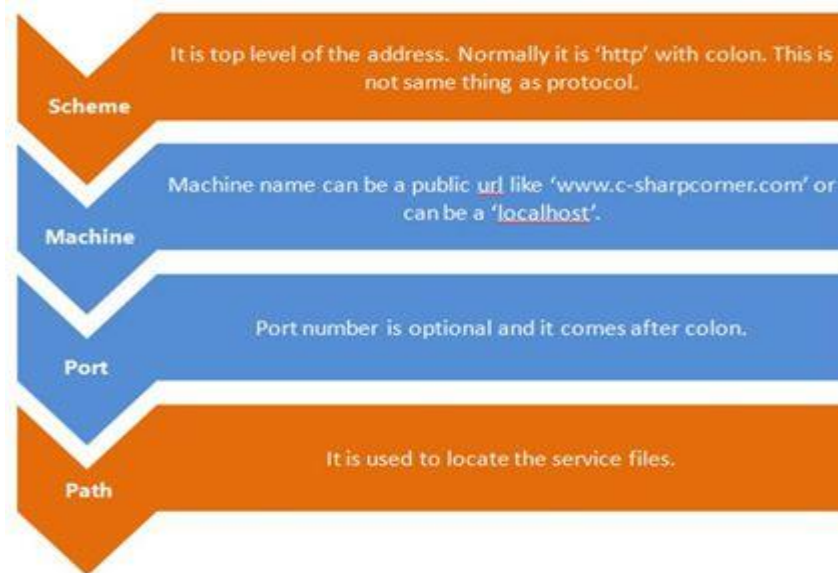 It is top level of the address. Normally it is ‘http’ with colon. This is
not same thing as protocol.
Scheme
Machine name can be a public url like ‘www.c-sharpcorner.com’ or
can be a ‘localhost’.
Machine
Port number is optional and it comes after colon.
Port
It is used to locate the service files.
Path